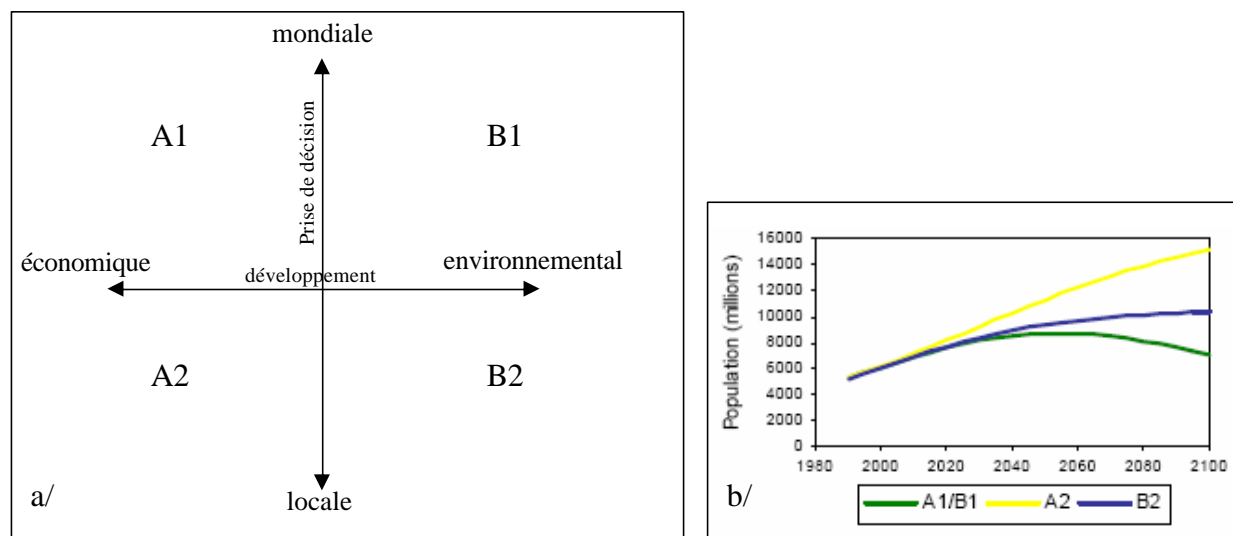 mondiale
Prise de décision
A1 B1
économique développement environnemental
A2 B2
locale
a/
Population (millions)
16000
14000
12000
10000
8000
6000
4000
2000
0
1980 2000 2020 2040 2060 2080 2100
A1/B1 A2 B2
b/